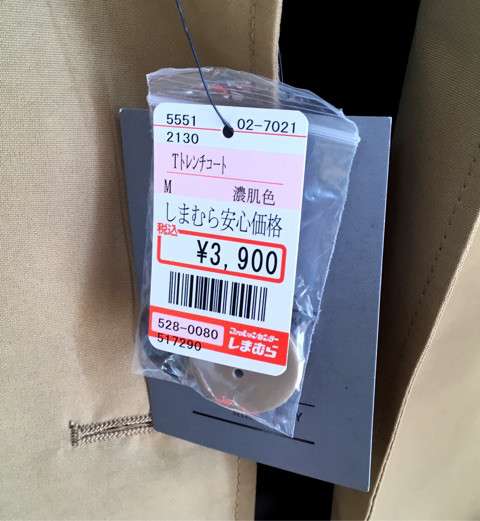 5551 02-7021
2130
Tトレンチコート
M 濃肌色
しまむら安心価格
税込
¥3,900
528-0080
517290
ファッションセンター
しまむら